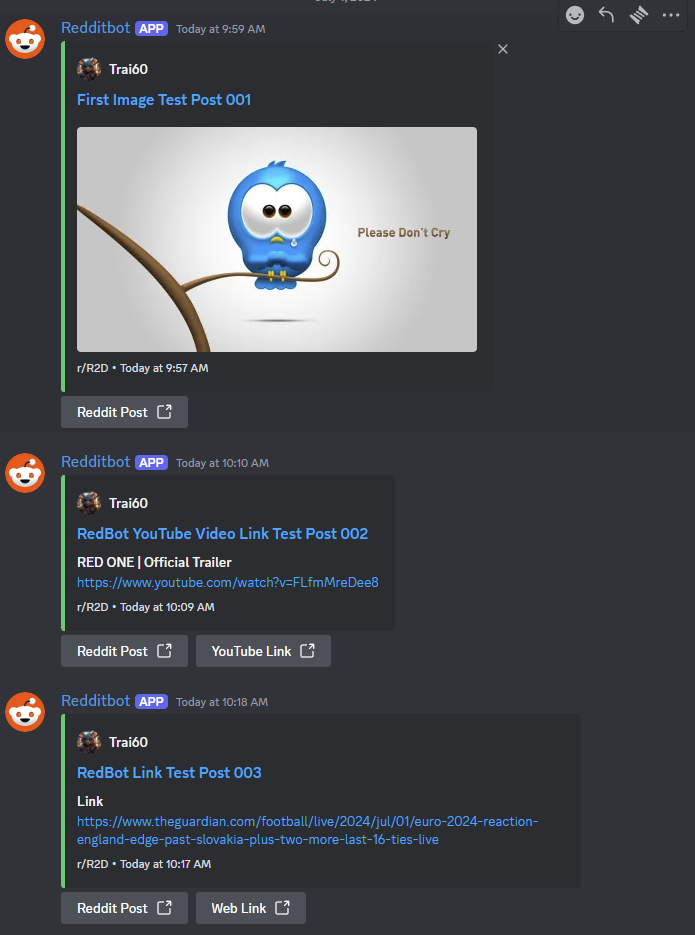 Redditbot APP Today at 9:59 AM
Trai60
First Image Test Post 001
Please Don't Cry
r/R2D • Today at 9:57 AM
Reddit Post
Redditbot APP Today at 10:10 AM
Trai60
RedBot YouTube Video Link Test Post 002
RED ONE | Official Trailer
https://www.youtube.com/watch?v=FLfmMreDee8
r/R2D • Today at 10:09 AM
Reddit Post YouTube Link
Redditbot APP Today at 10:18 AM
Trai60
RedBot Link Test Post 003
Link
https://www.theguardian.com/football/live/2024/jul/01/euro-2024-reaction-
england-edge-past-slovakia-plus-two-more-last-16-ties-live
r/R2D • Today at 10:17 AM
Reddit Post Web Link